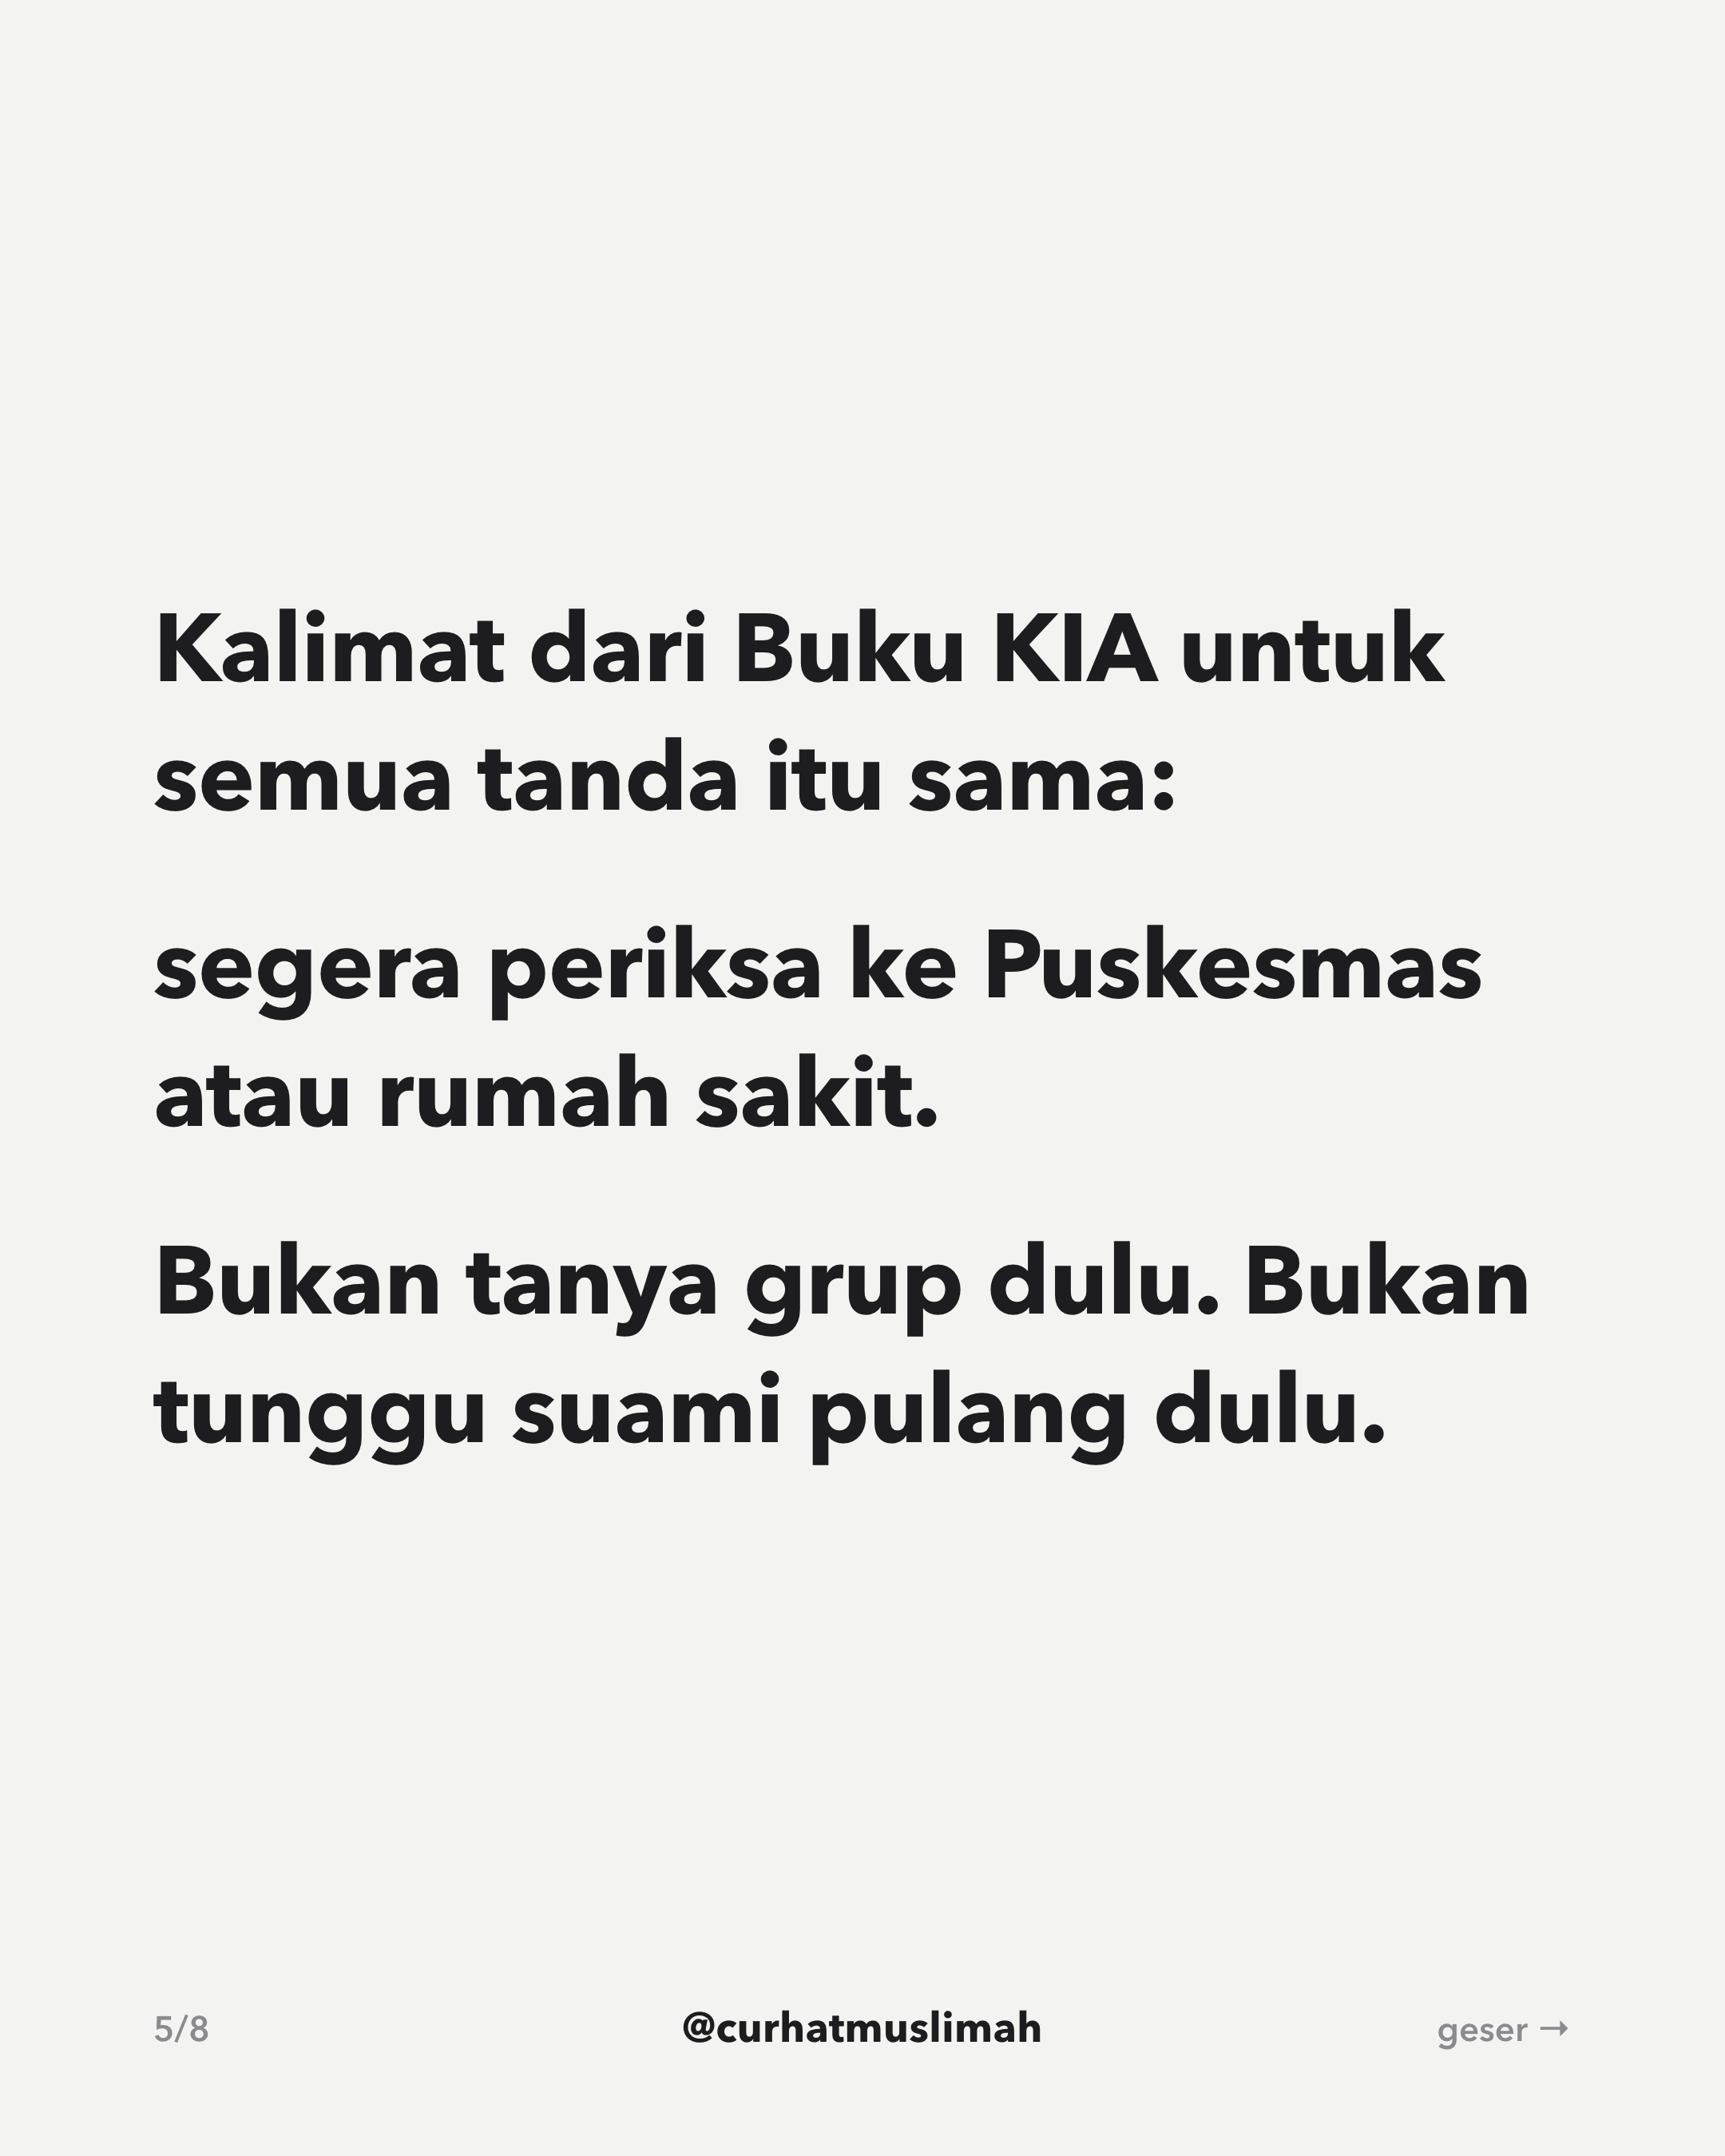 Kalimat dari Buku KIA untuk
semua tanda itu sama:
segera periksa ke Puskesmas
atau rumah sakit.
Bukan tanya grup dulu. Bukan
tunggu suami pulang dulu.
5/8
@curhatmuslimah
geser →